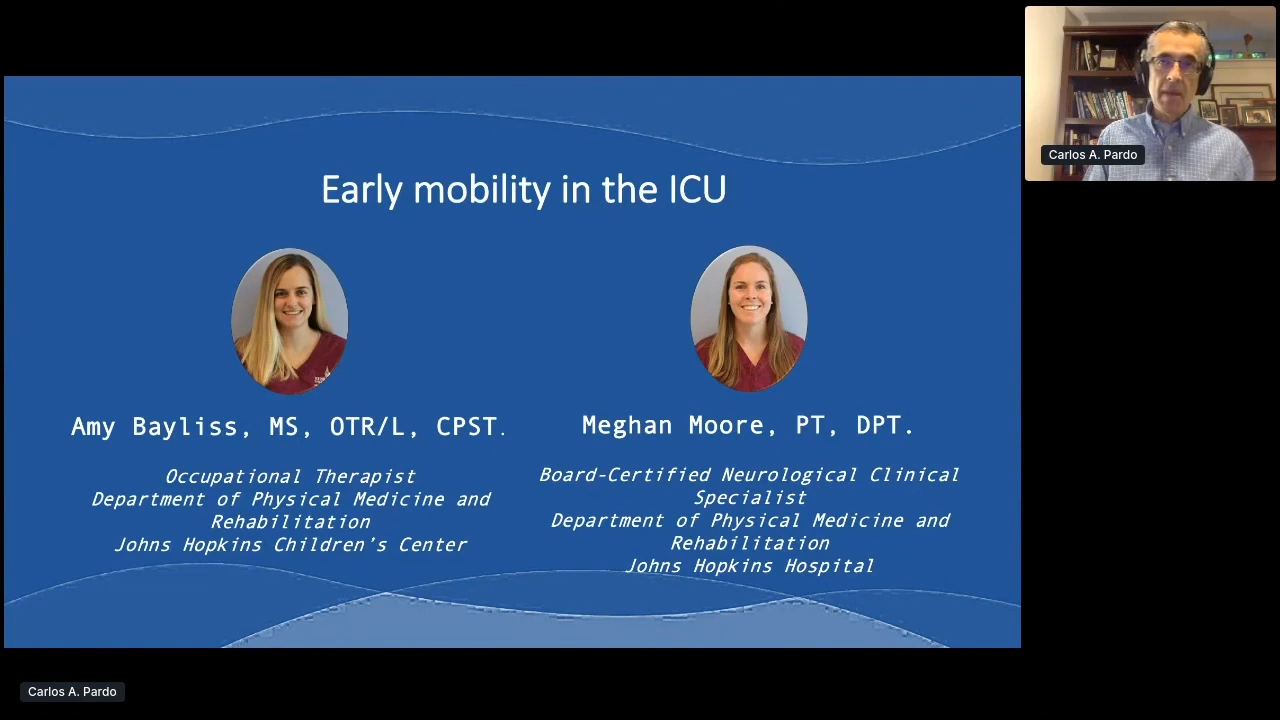 Carlos A. Pardo
Early mobility in the ICU
Amy Bayliss, MS, OTR/L, CPST.
Occupational Therapist
Department of Physical Medicine and
Rehabilitation
Johns Hopkins Children's Center
Meghan Moore, PT, DPT.
Board-Certified Neurological Clinical
Specialist
Department of Physical Medicine and
Rehabilitation
Johns Hopkins Hospital
Carlos A. Pardo